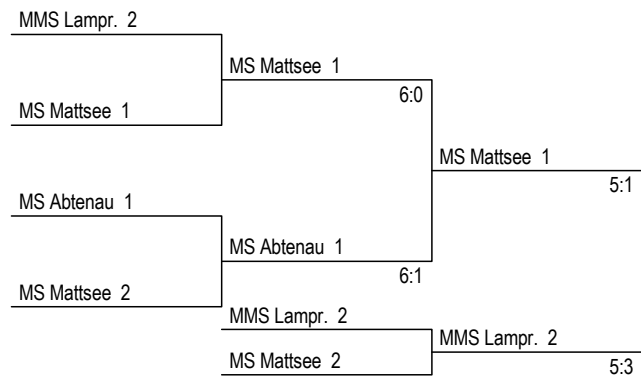 MMS Lampr. 2
MS Mattsee 1
6:0
MS Mattsee 1
MS Mattsee 1
5:1
MS Abtenau 1
MS Abtenau 1
6:1
MS Mattsee 2
MMS Lampr. 2
MMS Lampr. 2
5:3
MS Mattsee 2